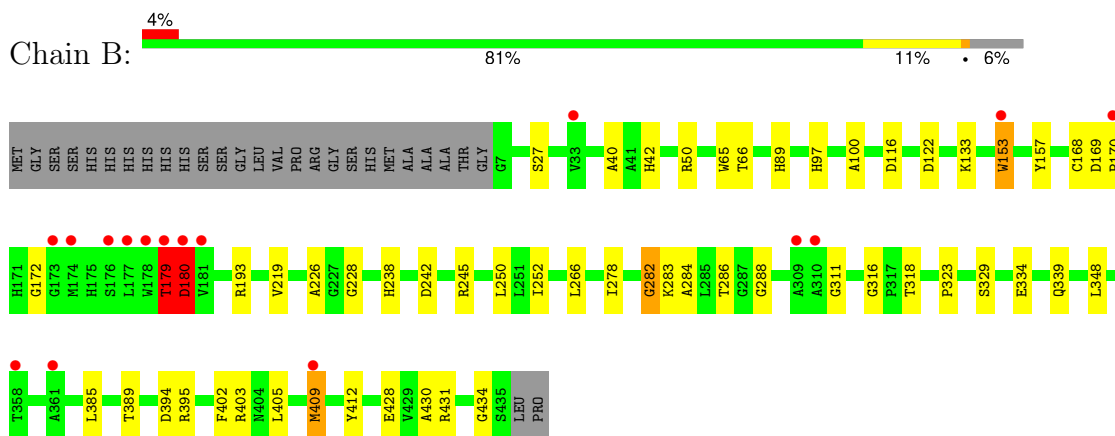 4%
Chain B:
81% 11% • 6%
MET GLY SER SER HIS HIS HIS HIS HIS HIS SER SER GLY LEU VAL PRO ARG GLY SER HIS MET ALA ALA ALA THR GLY G7 S27 V33 A40 A41 H42 R50 W65 T66 H89 H97 A100 D116 D122 K133 W153 Y157 C168 D169
H171 G172 G173 M174 H175 S176 L177 W178 T179 D180 V181 R193 V219 A226 G227 G228 H238 D242 R245 L250 L251 I252 L266 I278 G282 K283 A284 L285 T286 G287 G288 A309 A310 G311 G316 P317 T318 P323 S329 E334 Q339 L348
T358 A361 L385 T389 D394 R395 F402 R403 N404 L405 M409 Y412 E428 V429 A430 R431 G434 S435 LEU PRO